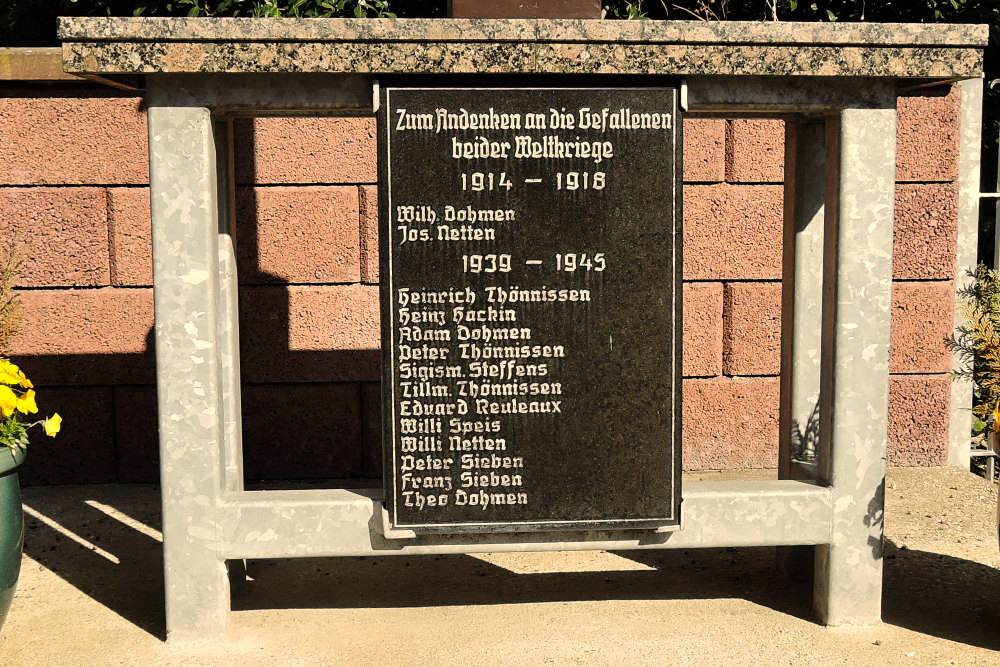 Zum Andenken an die Gefallenen
beider Weltkriege
1914 – 1918
Wilh. Dohmen
Jos. Netten
1939 – 1945
Heinrich Thönnissen
Heinz Hackin
Adam Dohmen
Peter Thönnissen
Sigism. Steffens
Tillm. Thönnissen
Eduard Reuleaux
Willi Speis
Willi Netten
Peter Sieben
Franz Sieben
Theo Dohmen